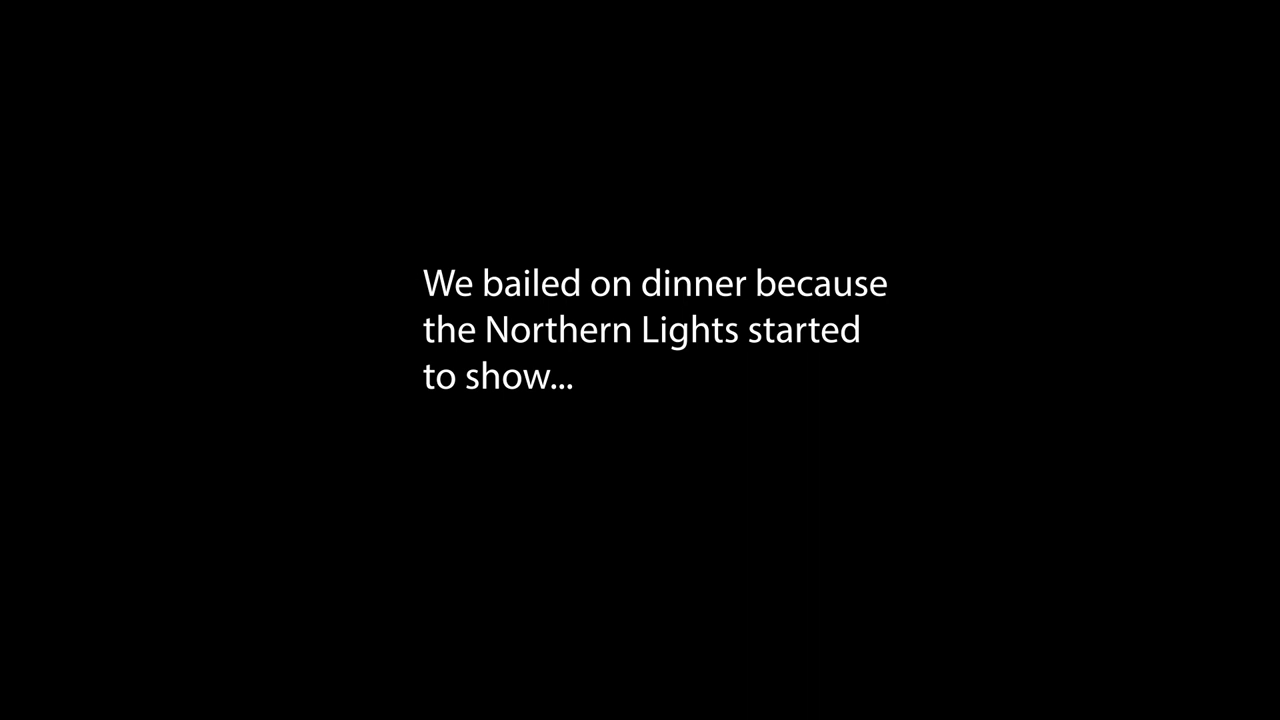 We bailed on dinner because
the Northern Lights started
to show...